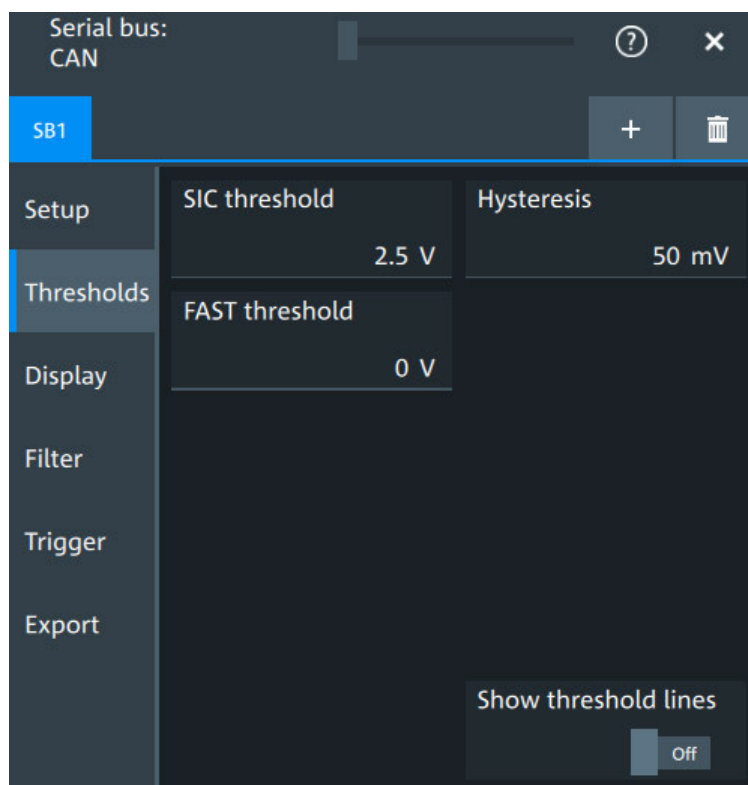 Serial bus:
CAN
?
SB1
Setup
Thresholds
Display
Filter
Trigger
Export
SIC threshold
2.5 V
Hysteresis
50 mV
FAST threshold
0 V
Show threshold lines
Off